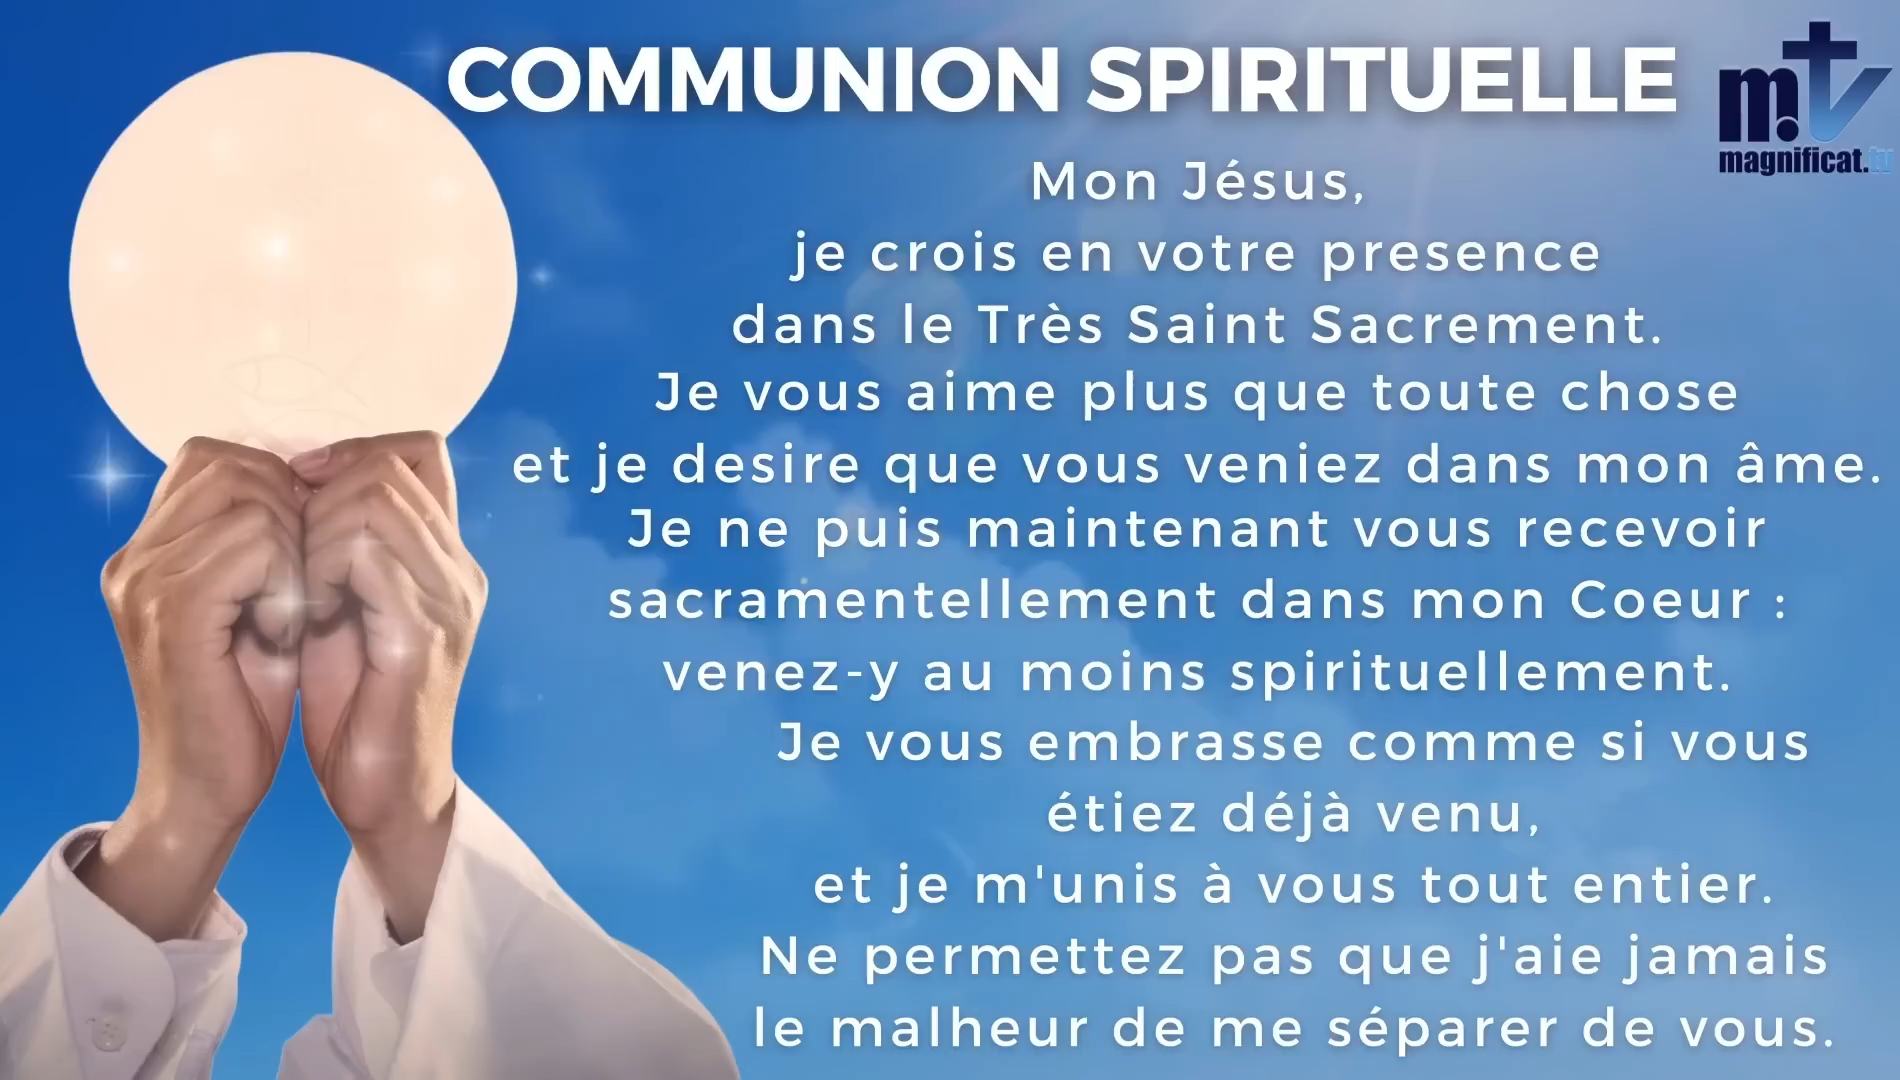 COMMUNION SPIRITUELLE
mtv
magnificat.tv
Mon Jésus,
je crois en votre presence
dans le Très Saint Sacrement.
Je vous aime plus que toute chose
et je desire que vous veniez dans mon âme.
Je ne puis maintenant vous recevoir
sacramentellement dans mon Coeur :
venez-y au moins spirituellement.
Je vous embrasse comme si vous
étiez déjà venu,
et je m'unis à vous tout entier.
Ne permettez pas que j'aie jamais
le malheur de me séparer de vous.